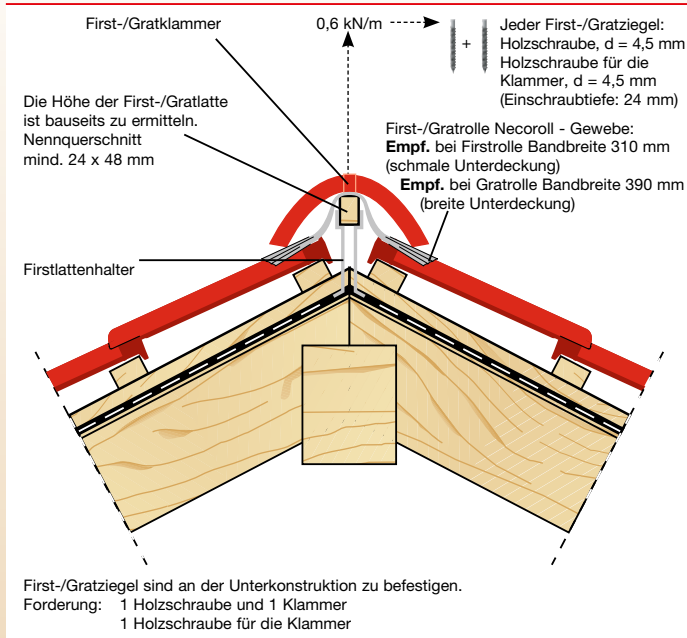 First-/Gratklammer
0,6 kN/m
+
Jeder First-/Gratziegel:
Holzschraube, d = 4,5 mm
Holzschraube für die
Klammer, d = 4,5 mm
(Einschraubtiefe: 24 mm)
Die Höhe der First-/Gratlatte
ist bauseits zu ermitteln.
Nennquerschnitt
mind. 24 x 48 mm
First-/Gratrolle Necoroll - Gewebe:
Empf. bei Firstrolle Bandbreite 310 mm
(schmale Unterdeckung)
Empf. bei Gratrolle Bandbreite 390 mm
(breite Unterdeckung)
Firstlattenhalter
First-/Gratziegel sind an der Unterkonstruktion zu befestigen.
Forderung: 1 Holzschraube und 1 Klammer
1 Holzschraube für die Klammer